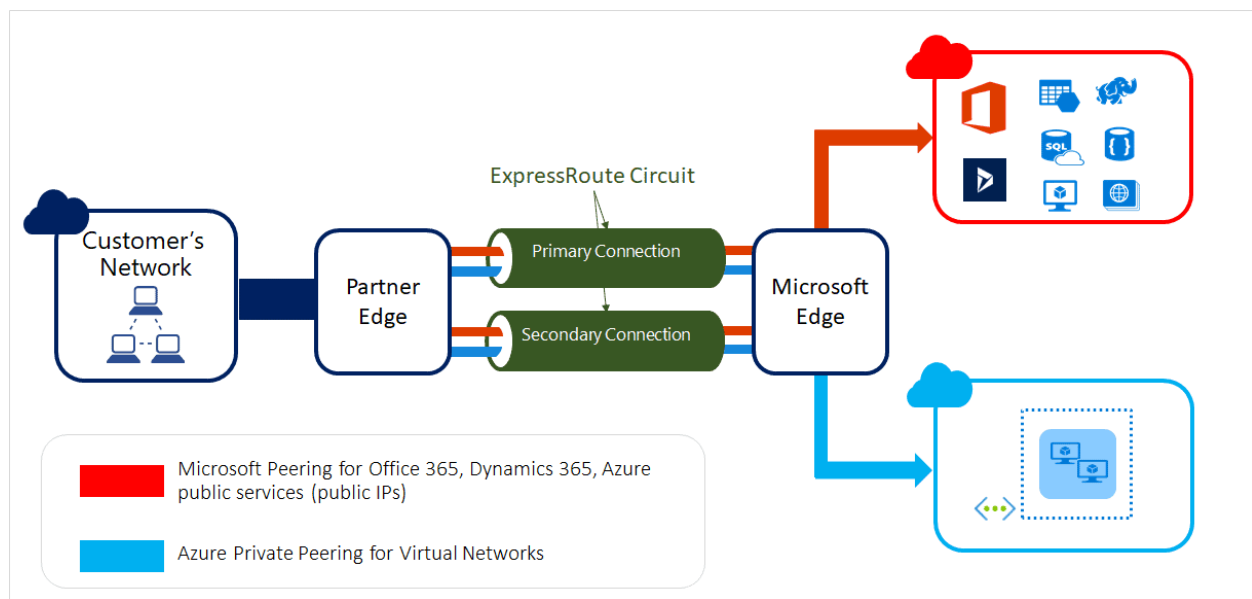 ExpressRoute Circuit
Customer's
Network
Partner
Edge
Primary Connection
Secondary Connection
Microsoft
Edge
SQL
Microsoft Peering for Office 365, Dynamics 365, Azure
public services (public IPs)
Azure Private Peering for Virtual Networks